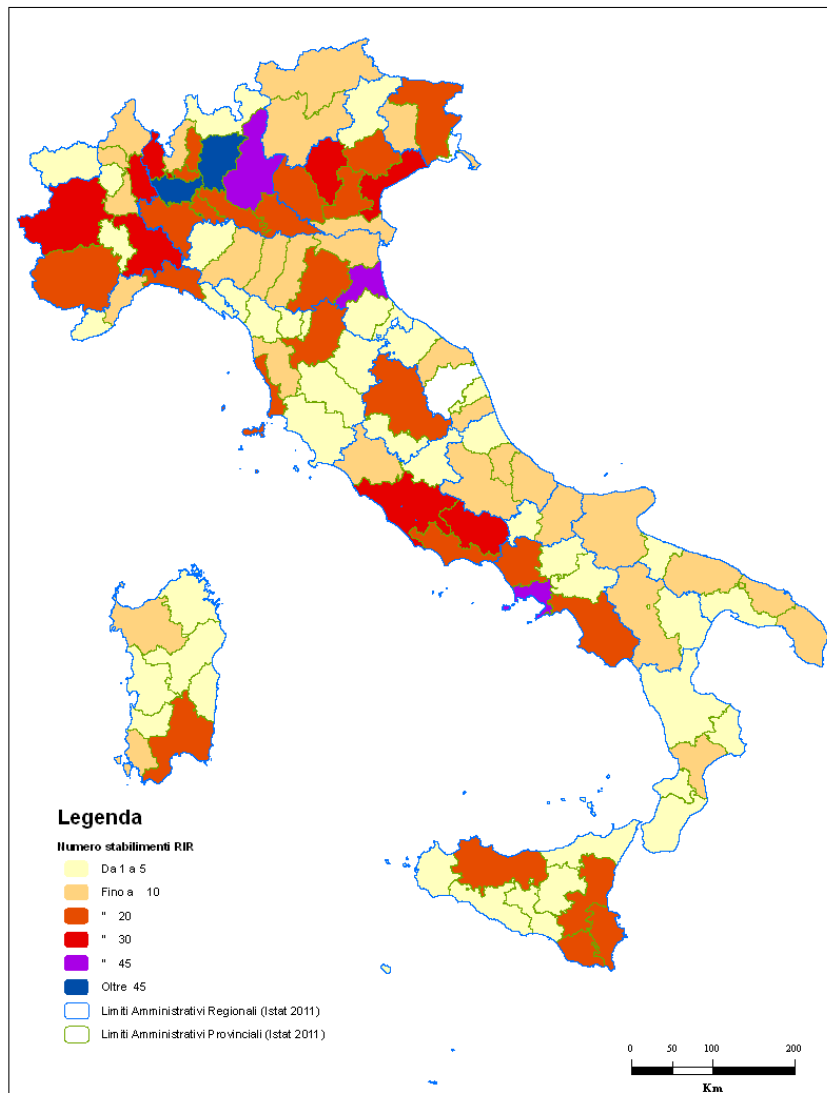 Legenda
Numero stabilimenti RIR
Da 1 a 5
Fino a 10
" 20
" 30
" 45
Oltre 45
Limiti Amministrativi Regionali (Istat 2011)
Limiti Amministrativi Provinciali (Istat 2011)
0 50 100 200
Km